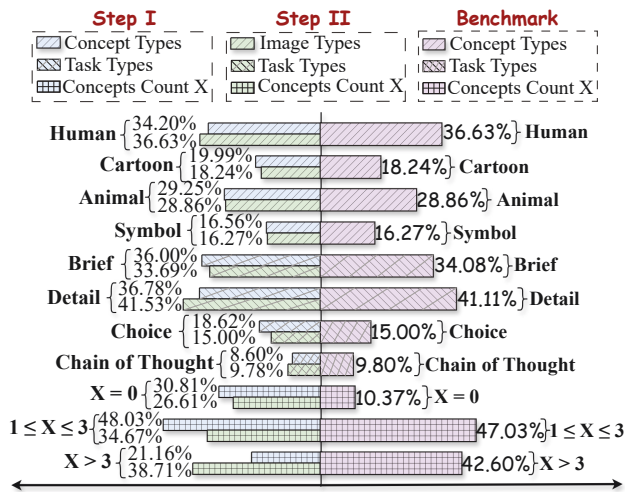 Step I Step II Benchmark
Concept Types Image Types Concept Types
Task Types Task Types Task Types
Concepts Count X Concepts Count X Concepts Count X
Human 34.20% 36.63% 36.63% Human
Cartoon 19.99% 18.24% 18.24% Cartoon
Animal 29.25% 28.86% 28.86% Animal
Symbol 16.56% 16.27% 16.27% Symbol
Brief 36.00% 33.69% 34.08% Brief
Detail 36.78% 41.53% 41.11% Detail
Choice 18.62% 15.00% 15.00% Choice
Chain of Thought 8.60% 9.78% 9.80% Chain of Thought
X = 0 30.81% 26.61% 10.37% X = 0
1 ≤ X ≤ 3 48.03% 34.67% 47.03% 1 ≤ X ≤ 3
X > 3 21.16% 38.71% 42.60% X > 3